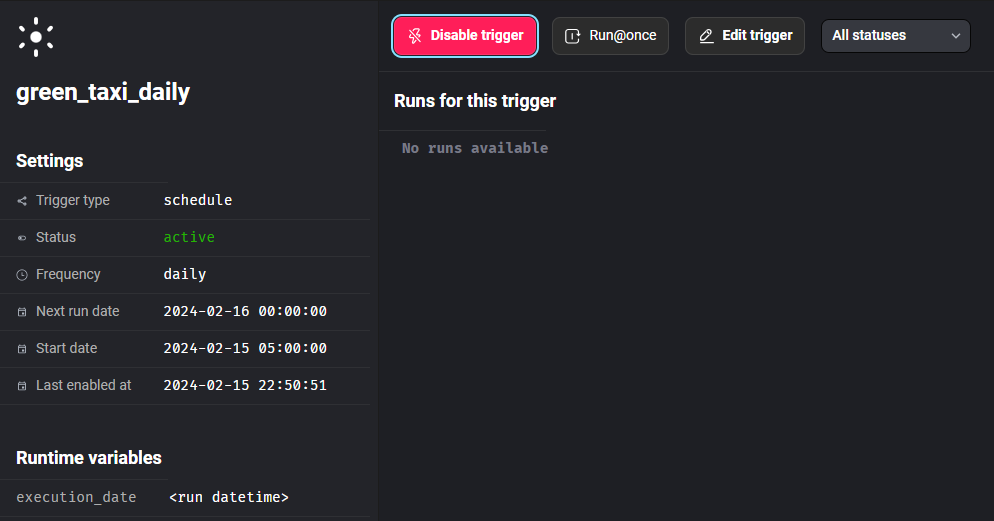 green_taxi_daily
Settings
Trigger type schedule
Status active
Frequency daily
Next run date 2024-02-16 00:00:00
Start date 2024-02-15 05:00:00
Last enabled at 2024-02-15 22:50:51
Runtime variables
execution_date <run datetime>
Disable trigger Run@once Edit trigger All statuses
Runs for this trigger
No runs available